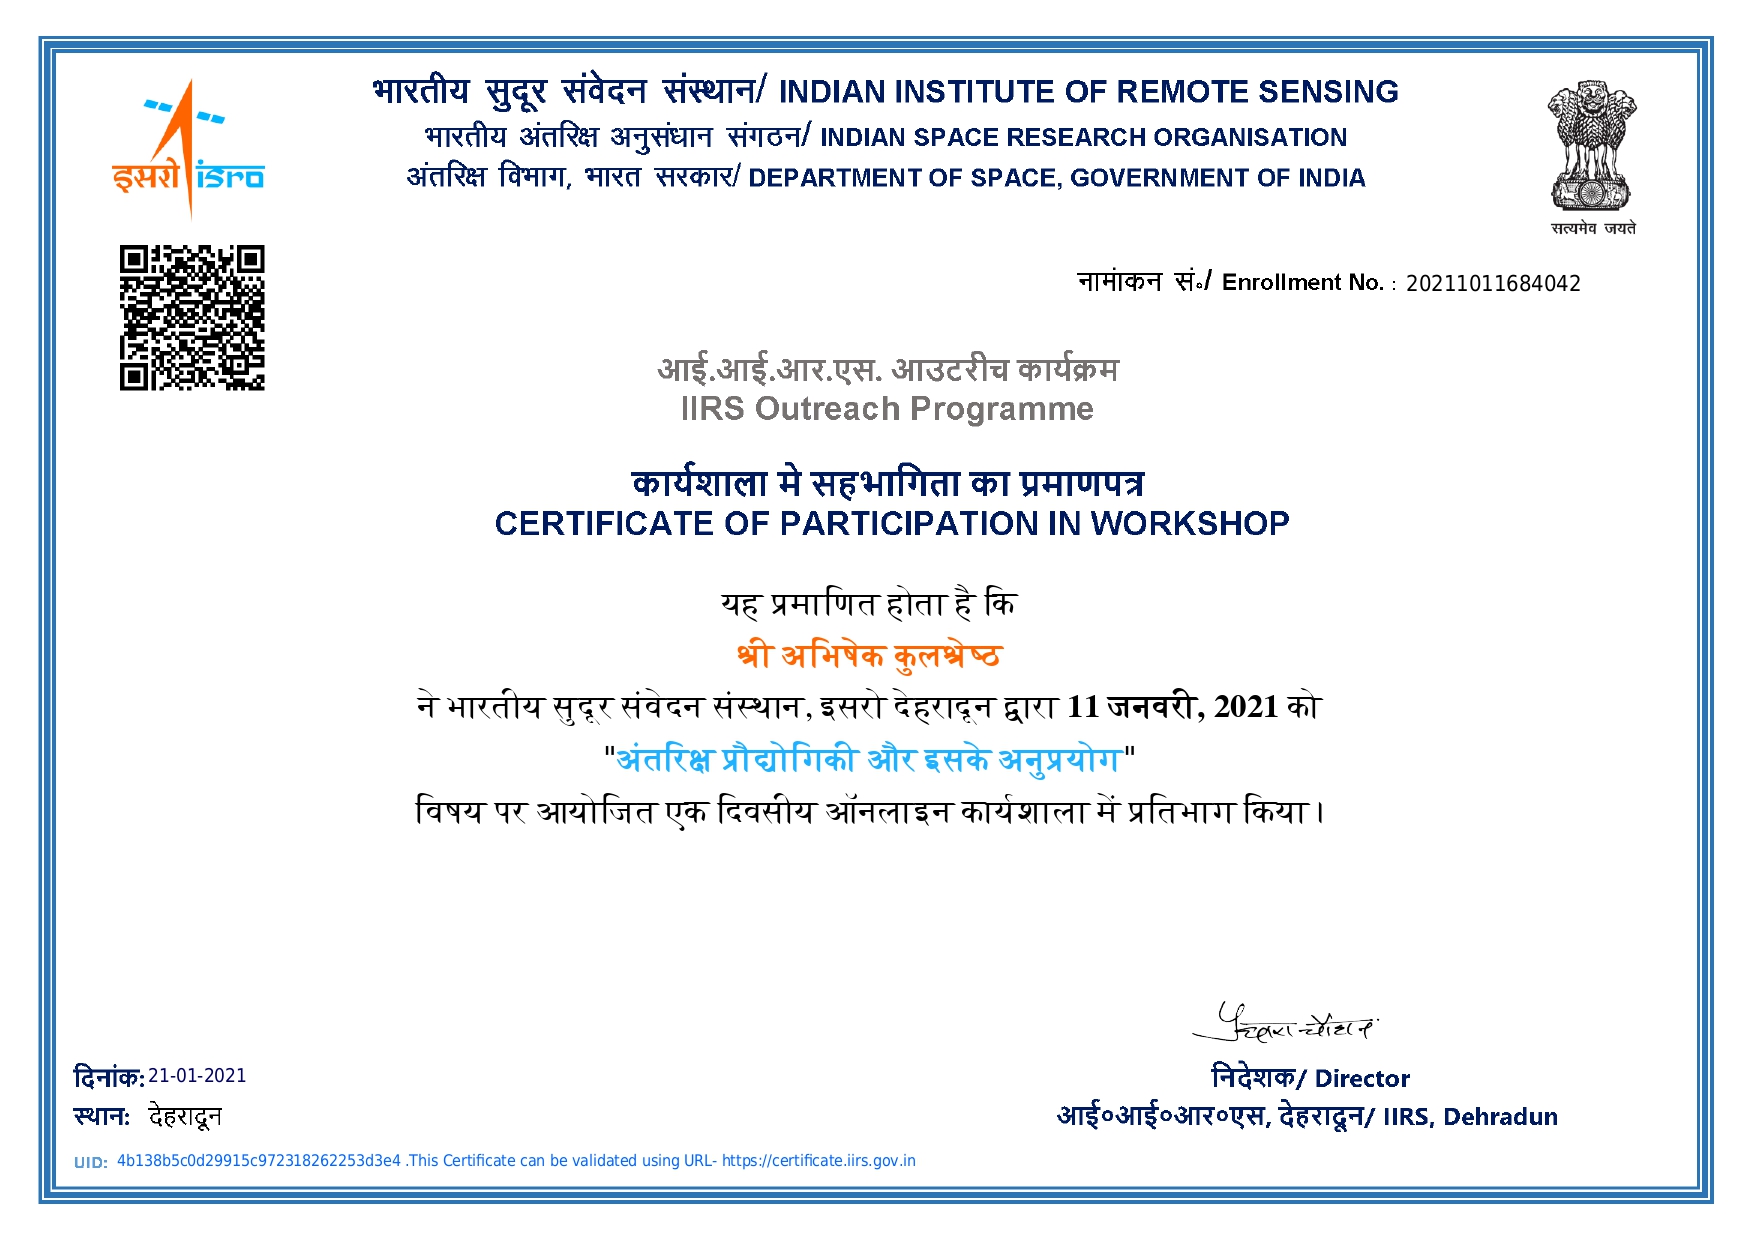 भारतीय सुदूर संवेदन संस्थान/ INDIAN INSTITUTE OF REMOTE SENSING
भारतीय अंतरिक्ष अनुसंधान संगठन/ INDIAN SPACE RESEARCH ORGANISATION
अंतरिक्ष विभाग, भारत सरकार/ DEPARTMENT OF SPACE, GOVERNMENT OF INDIA
इसरो isro
सत्यमेव जयते
नामांकन सं॰/ Enrollment No. : 20211011684042
आई.आई.आर.एस. आउटरीच कार्यक्रम
IIRS Outreach Programme
कार्यशाला मे सहभागिता का प्रमाणपत्र
CERTIFICATE OF PARTICIPATION IN WORKSHOP
यह प्रमाणित होता है कि
श्री अभिषेक कुलश्रेष्ठ
ने भारतीय सुदूर संवेदन संस्थान, इसरो देहरादून द्वारा 11 जनवरी, 2021 को
"अंतरिक्ष प्रौद्योगिकी और इसके अनुप्रयोग"
विषय पर आयोजित एक दिवसीय ऑनलाइन कार्यशाला में प्रतिभाग किया।
दिनांक: 21-01-2021
स्थान: देहरादून
निदेशक/ Director
आई०आई०आर०एस, देहरादून/ IIRS, Dehradun
UID: 4b138b5c0d29915c972318262253d3e4 .This Certificate can be validated using URL- https://certificate.iirs.gov.in